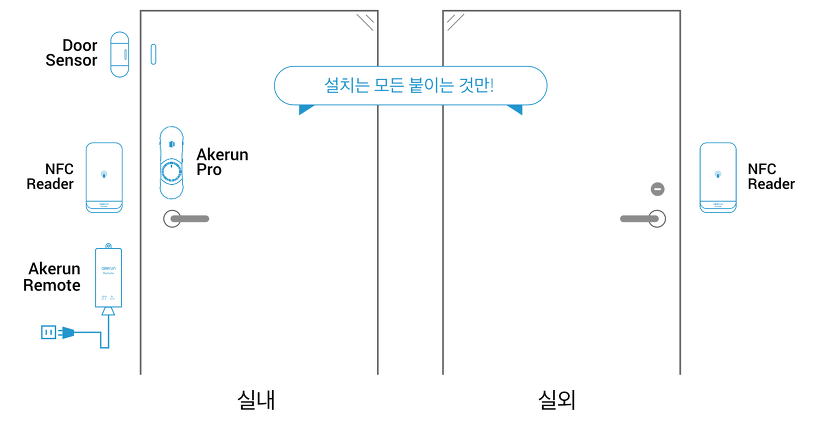 Door
Sensor
설치는 모든 붙이는 것만!
NFC
Reader
Akerun
Pro
NFC
Reader
Akerun
Remote
akerun
실내
실외